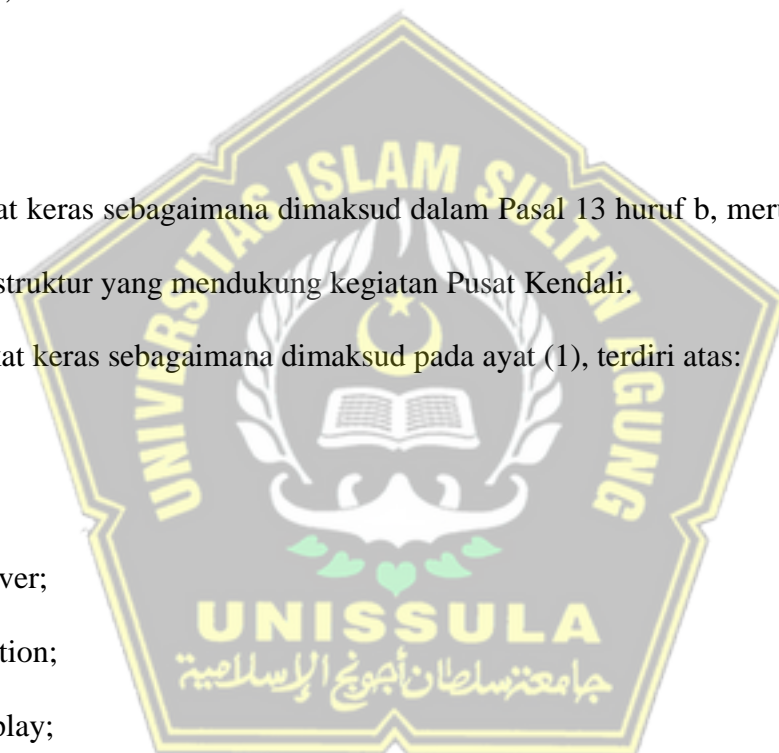 at keras sebagaimana dimaksud dalam Pasal 13 huruf b, meru
struktur yang mendukung kegiatan Pusat Kendali.
kat keras sebagaimana dimaksud pada ayat (1), terdiri atas:
ver;
tion;
play;
UNIVERSITAS ISLAM SULTAN AGUNG
UNISSULA
جامعة سلطان أجونج الإسلامية